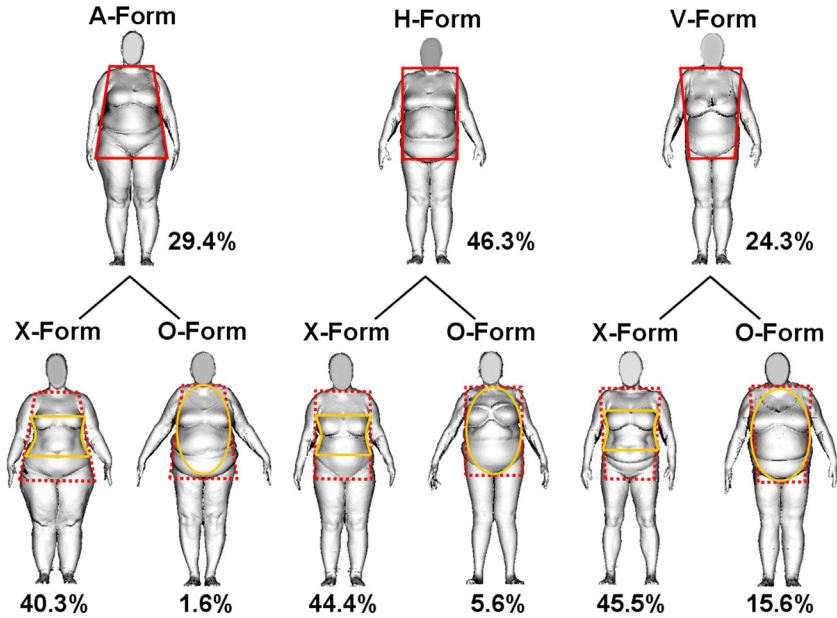 A-Form
H-Form
V-Form
29.4%
46.3%
24.3%
X-Form
O-Form
X-Form
O-Form
X-Form
O-Form
40.3%
1.6%
44.4%
5.6%
45.5%
15.6%